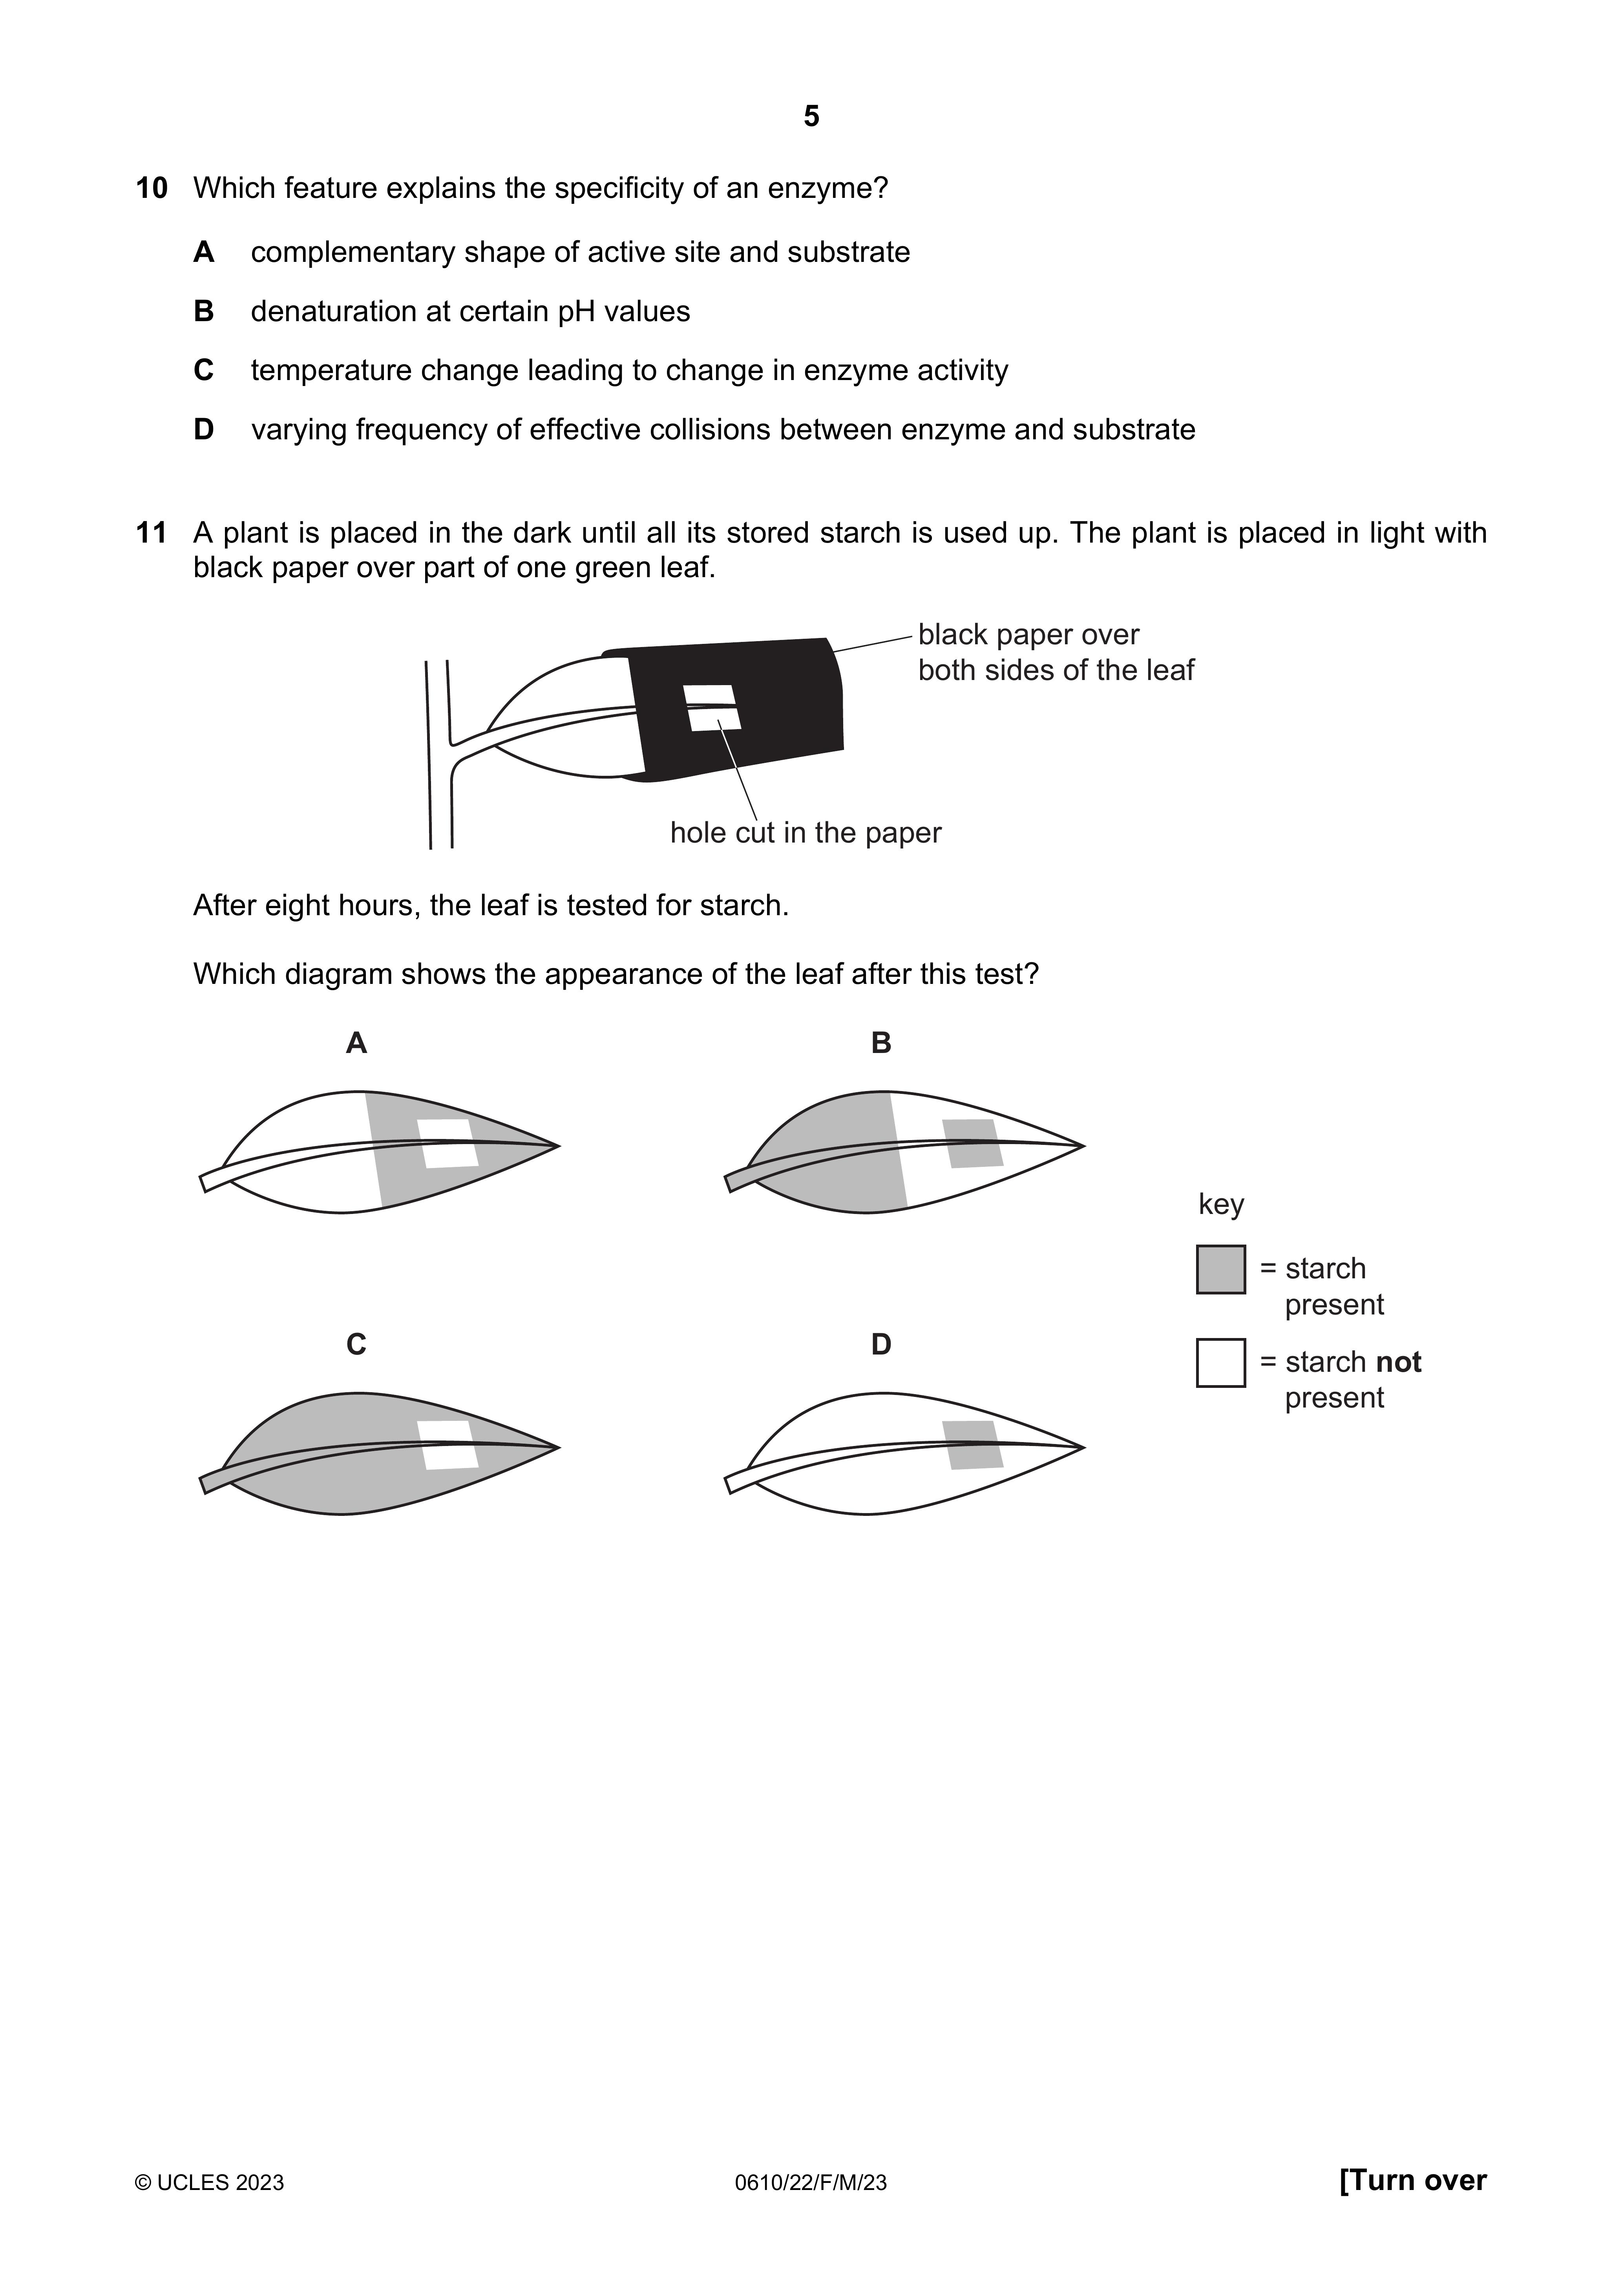 5
10 Which feature explains the specificity of an enzyme?
A complementary shape of active site and substrate
B denaturation at certain pH values
C temperature change leading to change in enzyme activity
D varying frequency of effective collisions between enzyme and substrate
11 A plant is placed in the dark until all its stored starch is used up. The plant is placed in light with
black paper over part of one green leaf.
black paper over
both sides of the leaf
hole cut in the paper
After eight hours, the leaf is tested for starch.
Which diagram shows the appearance of the leaf after this test?
A
B
key
= starch
present
= starch not
present
C
D
© UCLES 2023
0610/22/F/M/23
[Turn over